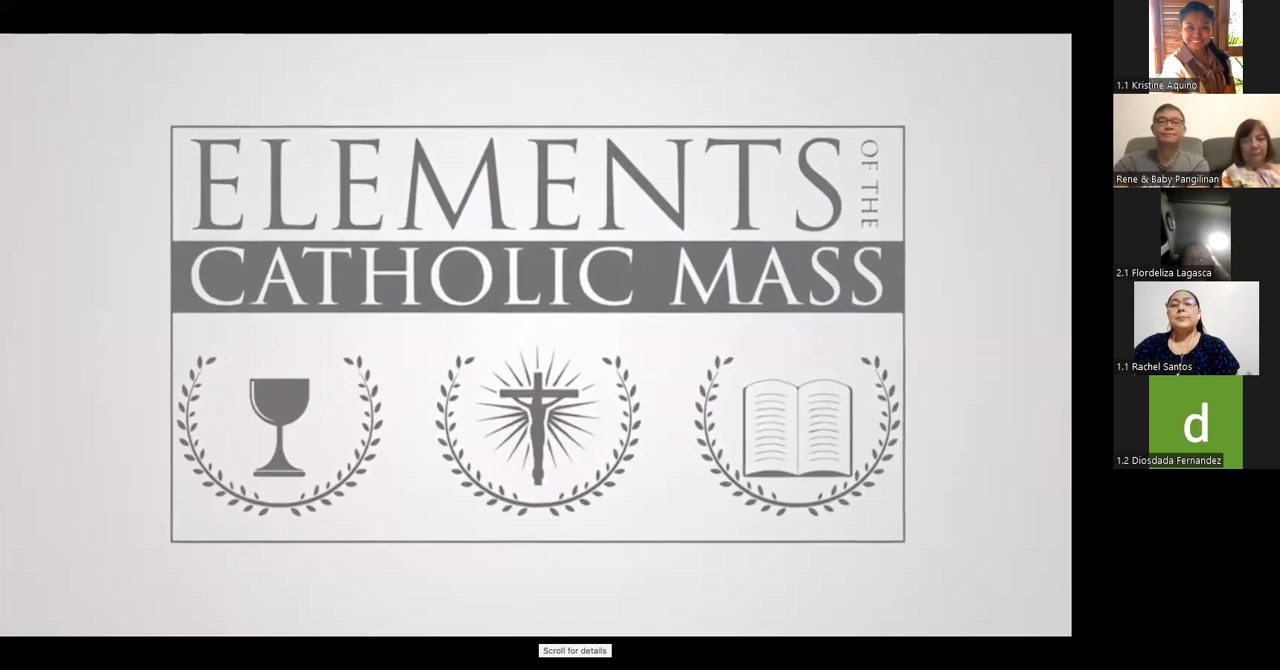 ELEMENTS OF THE
CATHOLIC MASS
Scroll for details
1.1 Kristine Aquino
Rene & Baby Pangilinan
2.1 Flordeliza Lagasca
1.1 Rachel Santos
d
1.2 Diosdada Fernandez